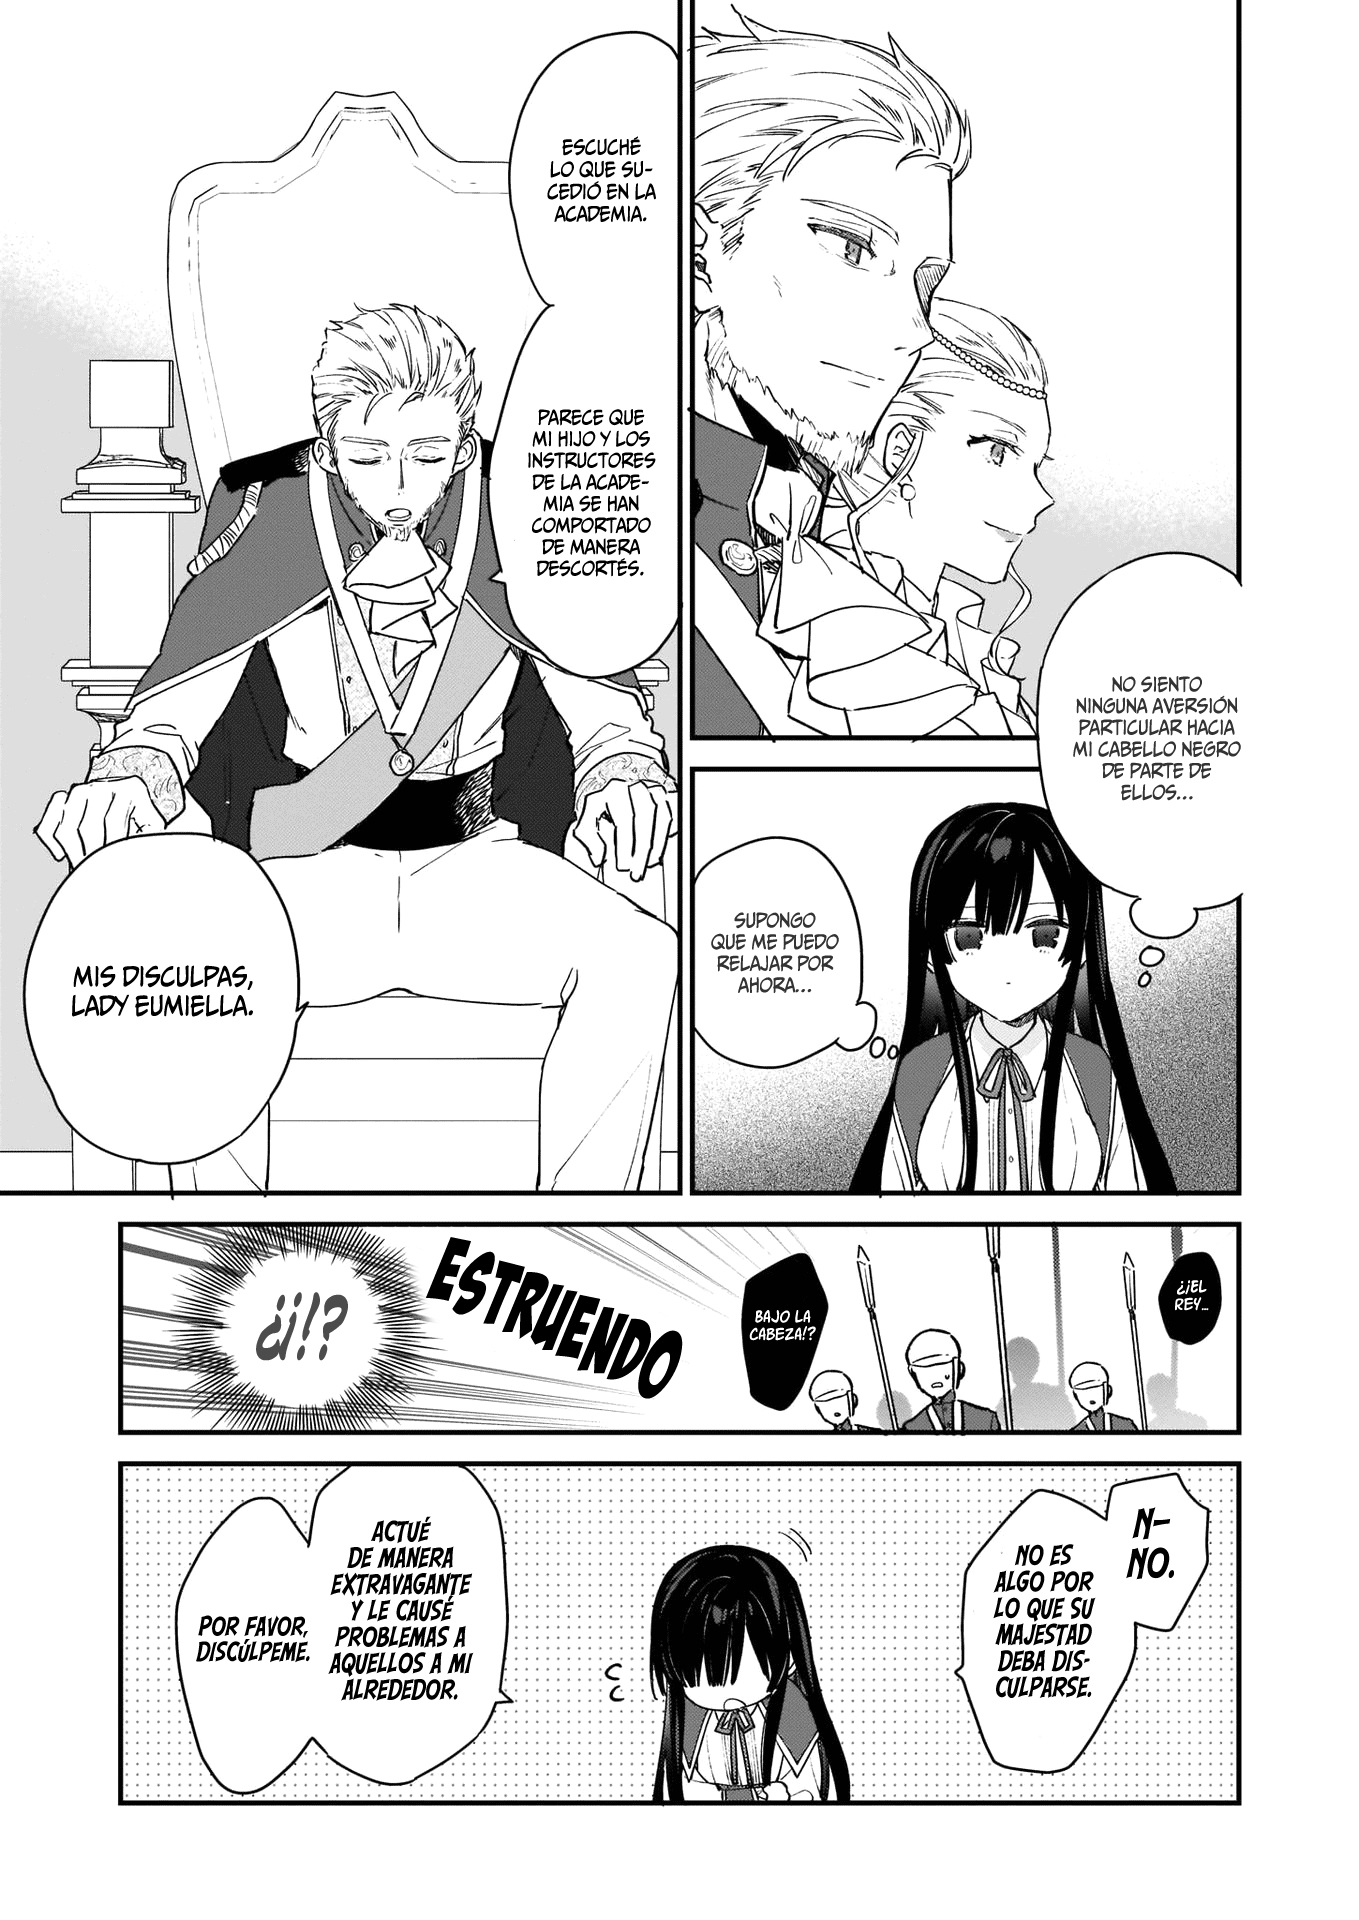 NO SIENTO
NINGUNA AVERSIÓN
PARTICULAR HACIA
MI CABELLO NEGRO
DE PARTE DE
ELLOS...
SUPONGO
QUE ME PUEDO
RELAJAR POR
AHORA...
ESCUCHÉ
LO QUE SU-
CEDIÓ EN LA
ACADEMIA.
PARECE QUE
MI HIJO Y LOS
INSTRUCTORES
DE LA ACADE-
MIA SE HAN
COMPORTADO
DE MANERA
DESCORTÉS.
MIS DISCULPAS,
LADY EUMIELLA.
¿¡EL
REY...
BAJO LA
CABEZA!?
ESTRUENDO
¿¡!?
N-
NO.
NO ES
ALGO POR
LO QUE SU
MAJESTAD
DEBA DIS-
CULPARSE.
ACTUÉ
DE MANERA
EXTRAVAGANTE
Y LE CAUSÉ
PROBLEMAS A
AQUELLOS A MI
ALREDEDOR.
POR FAVOR,
DISCÚLPEME.